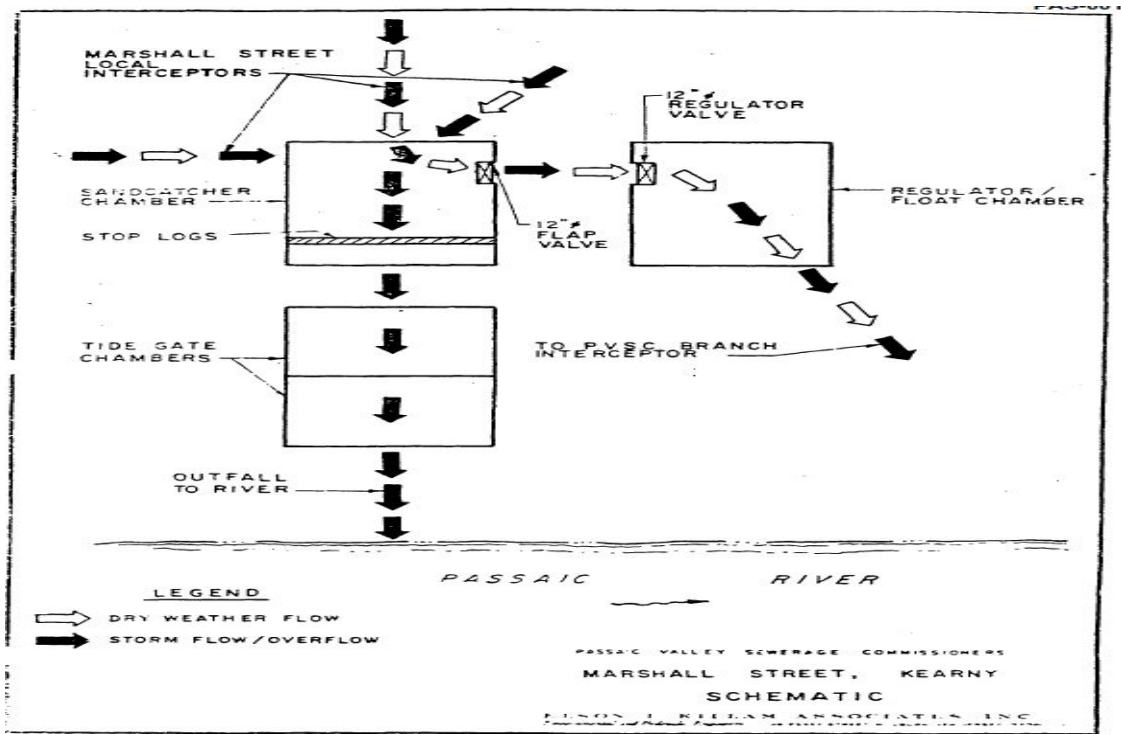 MARSHALL STREET
LOCAL
INTERCEPTORS
12"⌀
REGULATOR
VALVE
SANDCATCHER
CHAMBER
REGULATOR/
FLOAT CHAMBER
STOP LOGS
12"⌀
FLAP
VALVE
TIDE GATE
CHAMBERS
TO P.V.S.C. BRANCH
INTERCEPTOR
OUTFALL
TO RIVER
PASSAIC RIVER
LEGEND
DRY WEATHER FLOW
STORM FLOW/OVERFLOW
PASSAIC VALLEY SEWERAGE COMMISSIONERS
MARSHALL STREET, KEARNY
SCHEMATIC
KILLAM ASSOCIATES INC